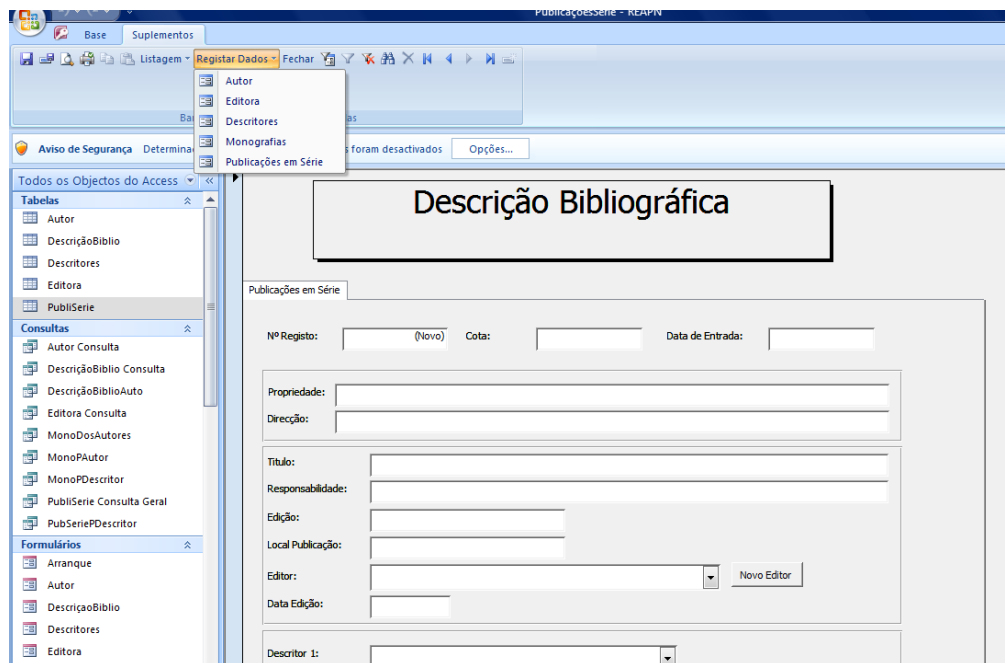 PublicaçõesSerie - REAPN
Base Suplementos
Listagem Registar Dados Fechar
Autor
Editora
Descritores
Monografias
Publicações em Série
Ba as
Aviso de Segurança Determina s foram desactivados Opções...
Todos os Objectos do Access «
Tabelas
Autor
DescriçãoBiblio
Descritores
Editora
PubliSerie
Consultas
Autor Consulta
DescriçãoBiblio Consulta
DescriçãoBiblioAuto
Editora Consulta
MonoDosAutores
MonoPAutor
MonoPDescritor
PubliSerie Consulta Geral
PubSeriePDescritor
Formulários
Arranque
Autor
DescriçaoBiblio
Descritores
Editora
Descrição Bibliográfica
Publicações em Série
Nº Registo: (Novo) Cota: Data de Entrada:
Propriedade:
Direcção:
Titulo:
Responsabilidade:
Edição:
Local Publicação:
Editor: Novo Editor
Data Edição:
Descritor 1: